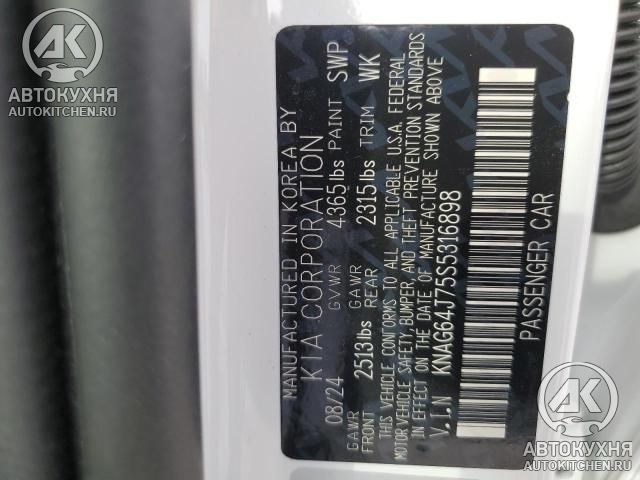 MANUFACTURED IN KOREA BY
KIA CORPORATION
08/24 GVWR 4365lbs PAINT SWP
GAWR FRONT 2513lbs GAWR REAR 2315lbs TRIM WK
THIS VEHICLE CONFORMS TO ALL APPLICABLE U.S.A. FEDERAL
MOTOR VEHICLE SAFETY, BUMPER, AND THEFT PREVENTION STANDARDS
IN EFFECT ON THE DATE OF MANUFACTURE SHOWN ABOVE
V.I.N KNAG64J75S5316898
PASSENGER CAR
AK
АВТОКУХНЯ
AUTOKITCHEN.RU
AK
АВТОКУХНЯ
AUTOKITCHEN.RU